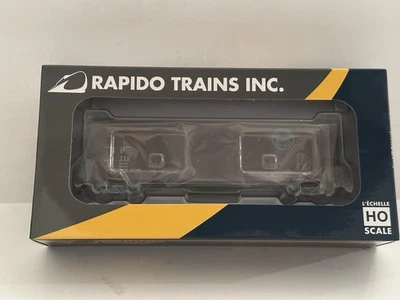 RAPIDO TRAINS INC.
L'ÉCHELLE
HO
SCALE